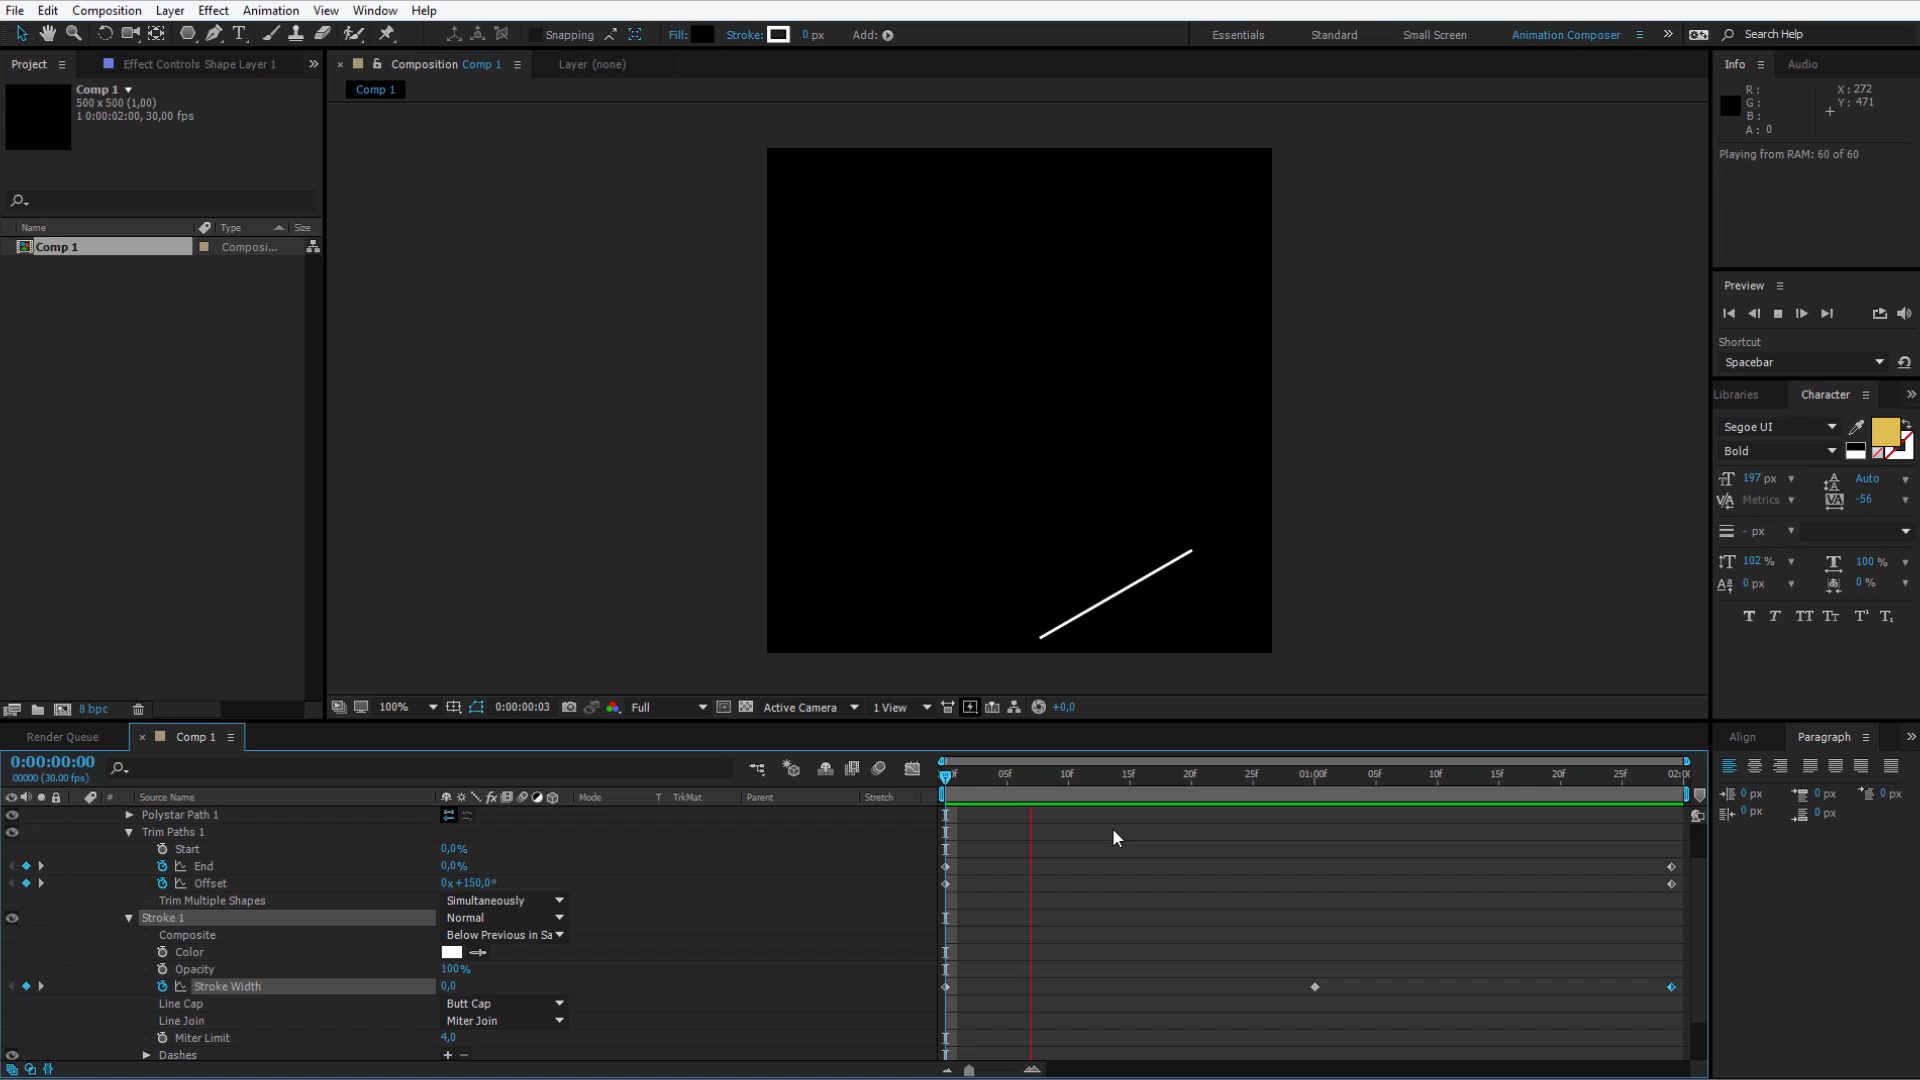 File Edit Composition Layer Effect Animation View Window Help
Snapping Fill: Stroke: 0 px Add: Essentials Standard Small Screen Animation Composer Search Help
Project Effect Controls Shape Layer 1
Composition Comp 1 Layer (none)
Info Audio
Comp 1
500 x 500 (1,00)
1 0:00:02:00, 30,00 fps
Comp 1
R:
G:
B:
A: 0
X: 272
Y: 471
Playing from RAM: 60 of 60
Name Type Size
Comp 1 Composi...
Preview
Shortcut
Spacebar
Libraries Character
Segoe UI
Bold
197 px Auto
Metrics -56
- px
102 % 100 %
0 px 0 %
T T TT Tt T¹ T₁
8 bpc
100% 0:00:00:03 Full Active Camera 1 View +0,0
Render Queue Comp 1
Align Paragraph
0:00:00:00
00000 (30.00 fps)
05f 10f 15f 20f 25f 01:00f 05f 10f 15f 20f 25f 02:00
# Source Name Mode T TrkMat Parent Stretch
0 px 0 px 0 px
0 px 0 px
Polystar Path 1
Trim Paths 1
Start 0,0%
End 0,0%
Offset 0x+150,0°
Trim Multiple Shapes Simultaneously
Stroke 1 Normal
Composite Below Previous in Sa
Color
Opacity 100%
Stroke Width 0,0
Line Cap Butt Cap
Line Join Miter Join
Miter Limit 4,0
Dashes + −